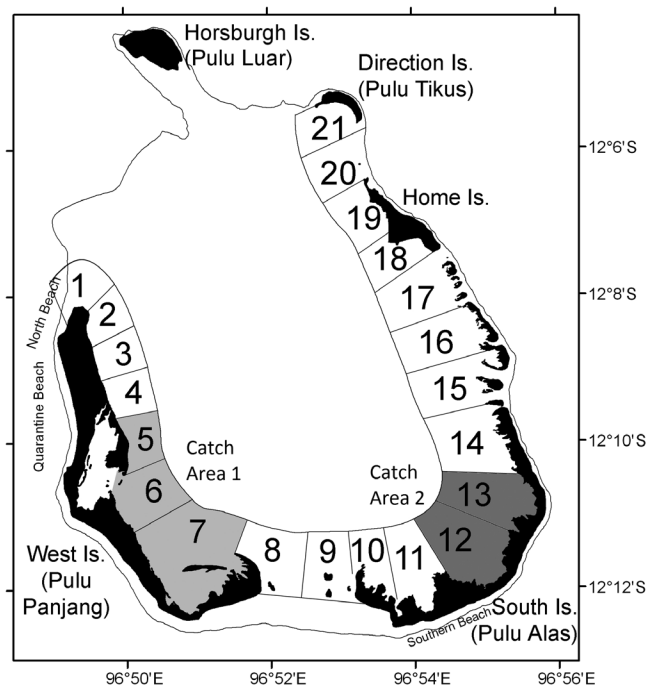 Horsburgh Is.
(Pulu Luar)
Direction Is.
(Pulu Tikus)
21
12°6'S
20
Home Is.
19
18
1
North Beach
2
17
12°8'S
3
16
Quarantine Beach
4
15
5
Catch
Area 1
14
12°10'S
6
Catch
Area 2
13
7
12
8
9
10
11
West Is.
(Pulu
Panjang)
12°12'S
South Is.
(Pulu Alas)
Southern Beach
96°50'E
96°52'E
96°54'E
96°56'E